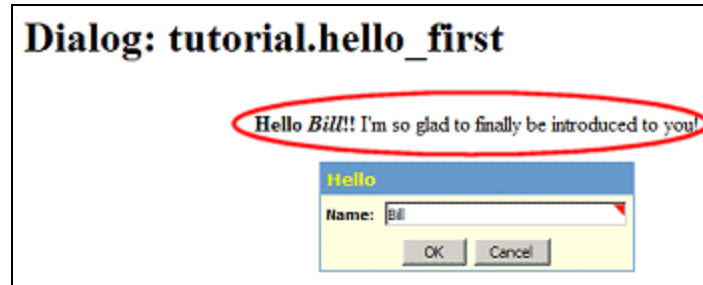 Dialog: tutorial.hello_first
Hello Bill!! I'm so glad to finally be introduced to you!
Hello
Name: Bill
OK Cancel